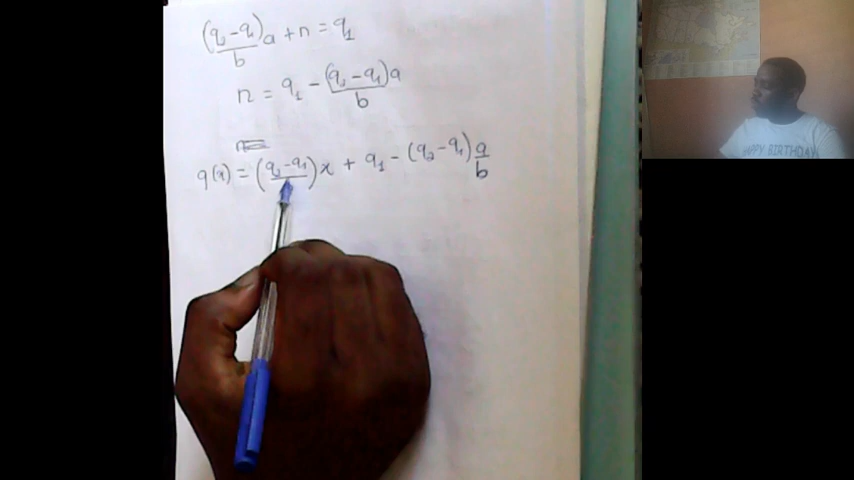 (q₂ - q₁)/b a + n = q₁
n = q₁ - (q₂ - q₁)a/b
q(x) = (q₂ - q₁/)x + q₁ - (q₂ - q₁) a/b
HAPPY BIRTHDAY